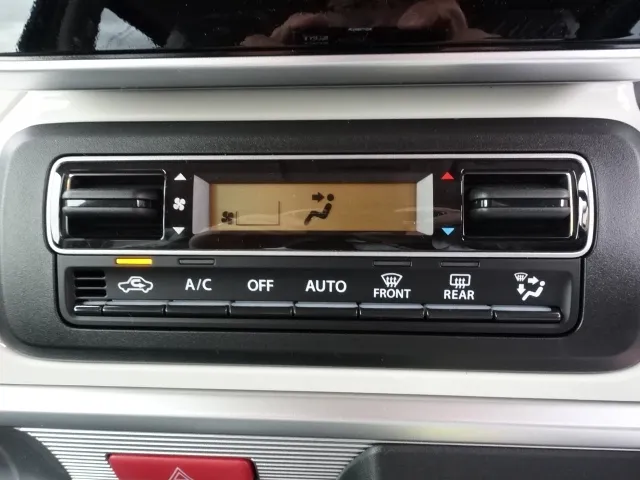 A/C OFF AUTO FRONT REAR